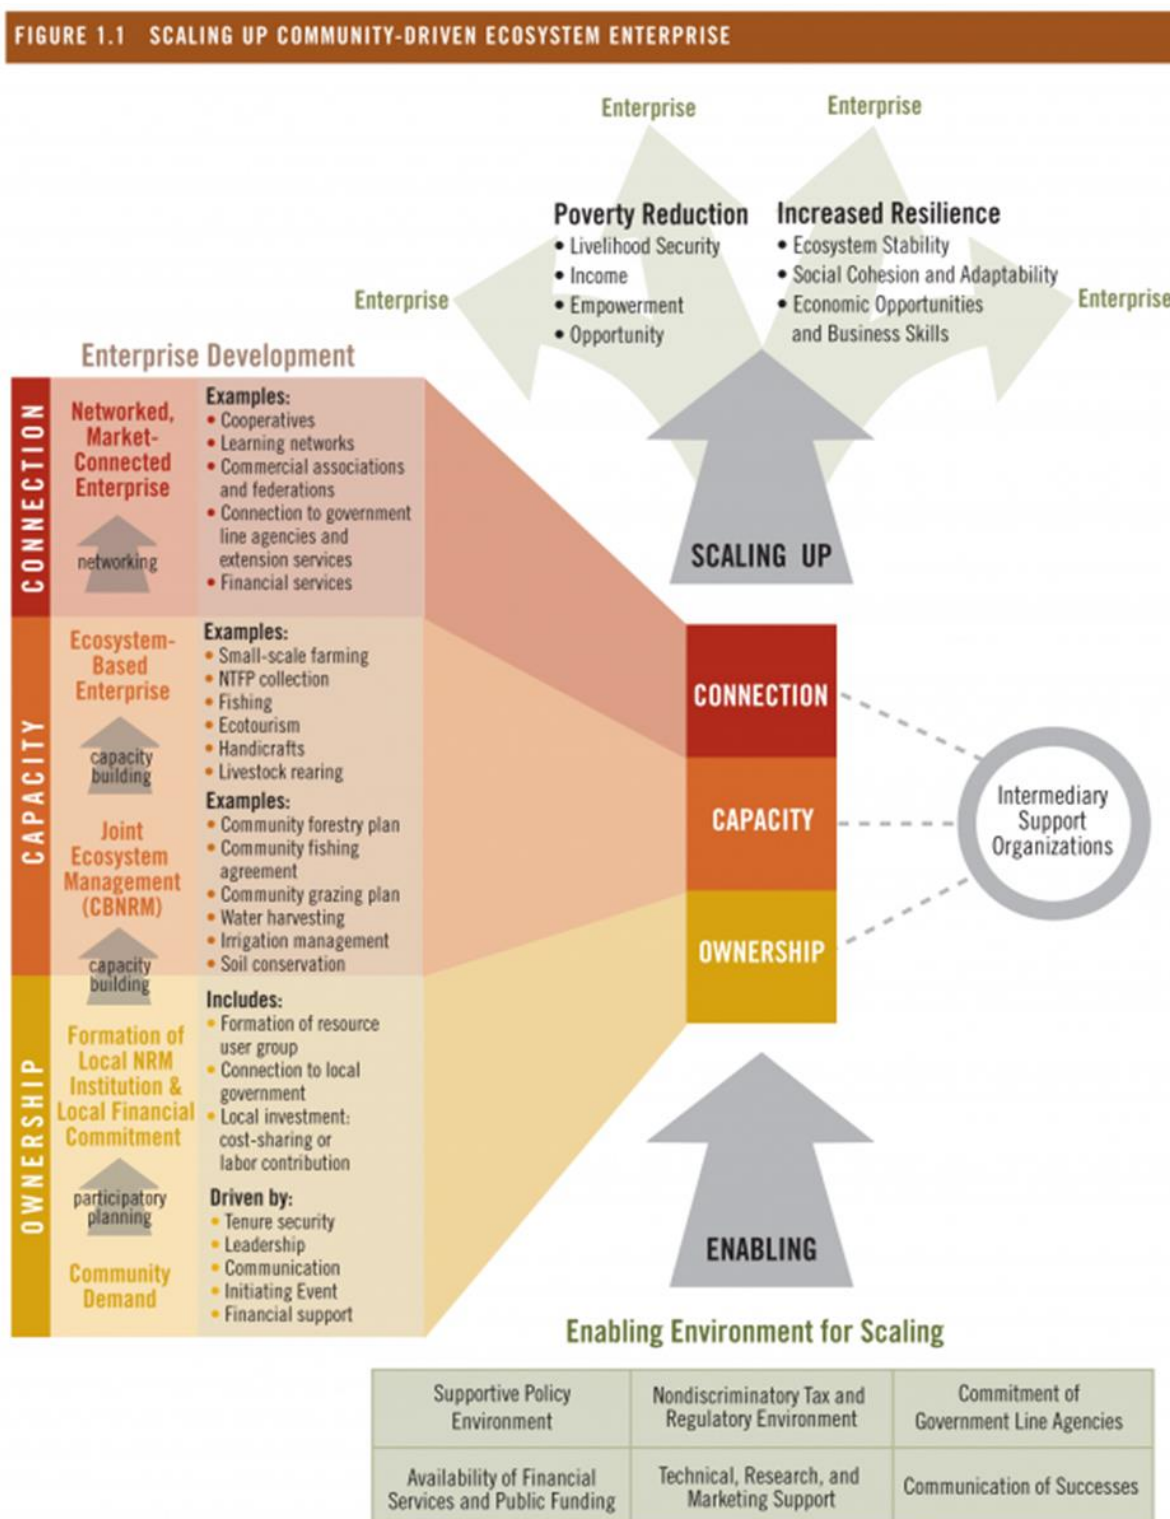 FIGURE 1.1 SCALING UP COMMUNITY-DRIVEN ECOSYSTEM ENTERPRISE
Enterprise
Enterprise
Enterprise
Enterprise
Poverty Reduction
• Livelihood Security
• Income
• Empowerment
• Opportunity
Increased Resilience
• Ecosystem Stability
• Social Cohesion and Adaptability
• Economic Opportunities
and Business Skills
SCALING UP
Enterprise Development
CONNECTION
Networked,
Market-
Connected
Enterprise
networking
Examples:
• Cooperatives
• Learning networks
• Commercial associations
and federations
• Connection to government
line agencies and
extension services
• Financial services
CAPACITY
Ecosystem-
Based
Enterprise
capacity
building
Examples:
• Small-scale farming
• NTFP collection
• Fishing
• Ecotourism
• Handicrafts
• Livestock rearing
Joint
Ecosystem
Management
(CBNRM)
capacity
building
Examples:
• Community forestry plan
• Community fishing
agreement
• Community grazing plan
• Water harvesting
• Irrigation management
• Soil conservation
OWNERSHIP
Formation of
Local NRM
Institution &
Local Financial
Commitment
participatory
planning
Includes:
• Formation of resource
user group
• Connection to local
government
• Local investment:
cost-sharing or
labor contribution
Community
Demand
Driven by:
• Tenure security
• Leadership
• Communication
• Initiating Event
• Financial support
CONNECTION
CAPACITY
OWNERSHIP
Intermediary
Support
Organizations
ENABLING
Enabling Environment for Scaling
Supportive Policy
Environment
Nondiscriminatory Tax and
Regulatory Environment
Commitment of
Government Line Agencies
Availability of Financial
Services and Public Funding
Technical, Research, and
Marketing Support
Communication of Successes